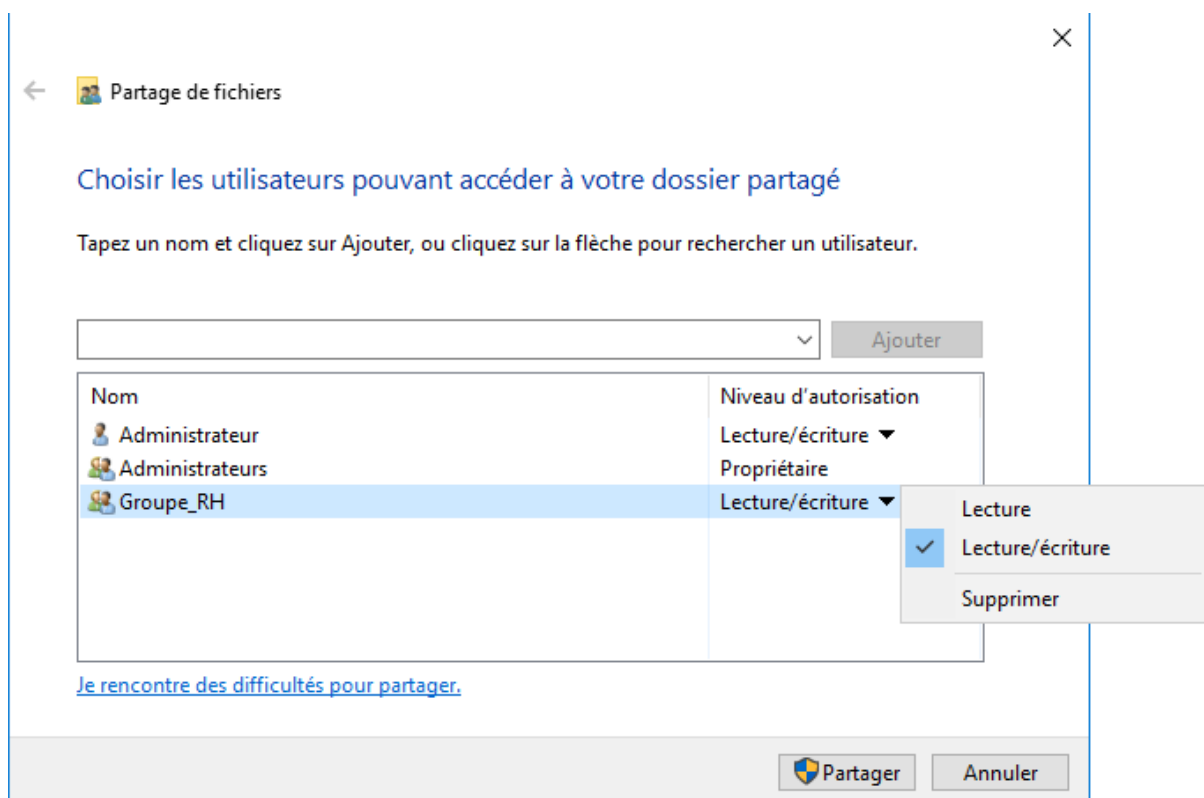 Partage de fichiers
Choisir les utilisateurs pouvant accéder à votre dossier partagé
Tapez un nom et cliquez sur Ajouter, ou cliquez sur la flèche pour rechercher un utilisateur.
Ajouter
Nom Niveau d'autorisation
Administrateur Lecture/écriture
Administrateurs Propriétaire
Groupe_RH Lecture/écriture
Lecture
Lecture/écriture
Supprimer
Je rencontre des difficultés pour partager.
Partager Annuler